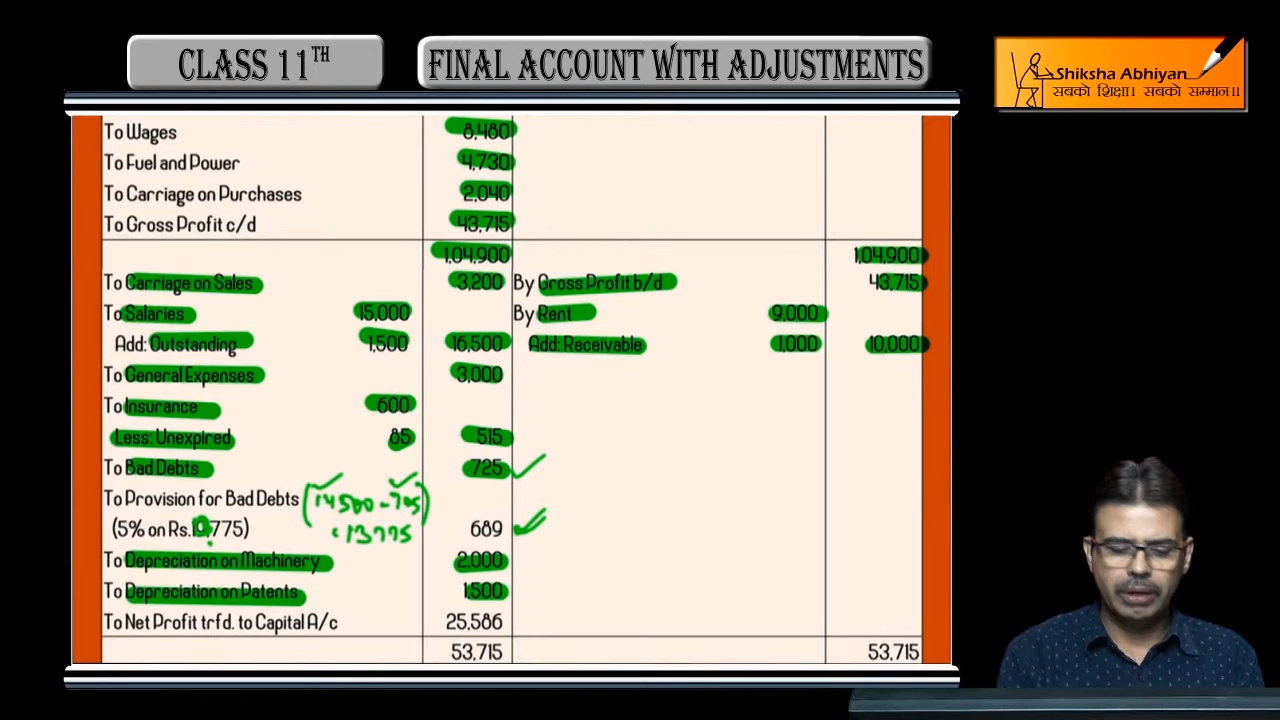 CLASS 11TH
FINAL ACCOUNT WITH ADJUSTMENTS
Shiksha Abhiyan
सबको शिक्षा। सबको सम्मान॥
To Wages 8,480
To Fuel and Power 4,730
To Carriage on Purchases 2,040
To Gross Profit c/d 43,715
1,04,900 1,04,900
To Carriage on Sales 3,200 By Gross Profit b/d 43,715
To Salaries 15,000 By Rent 9,000
Add: Outstanding 1,500 16,500 Add: Receivable 1,000 10,000
To General Expenses 3,000
To Insurance 600
Less: Unexpired 85 515
To Bad Debts 725
To Provision for Bad Debts (14500-725)
(5% on Rs.19,775) 13775 689
To Depreciation on Machinery 2,000
To Depreciation on Patents 1,500
To Net Profit trfd. to Capital A/c 25,586
53,715 53,715